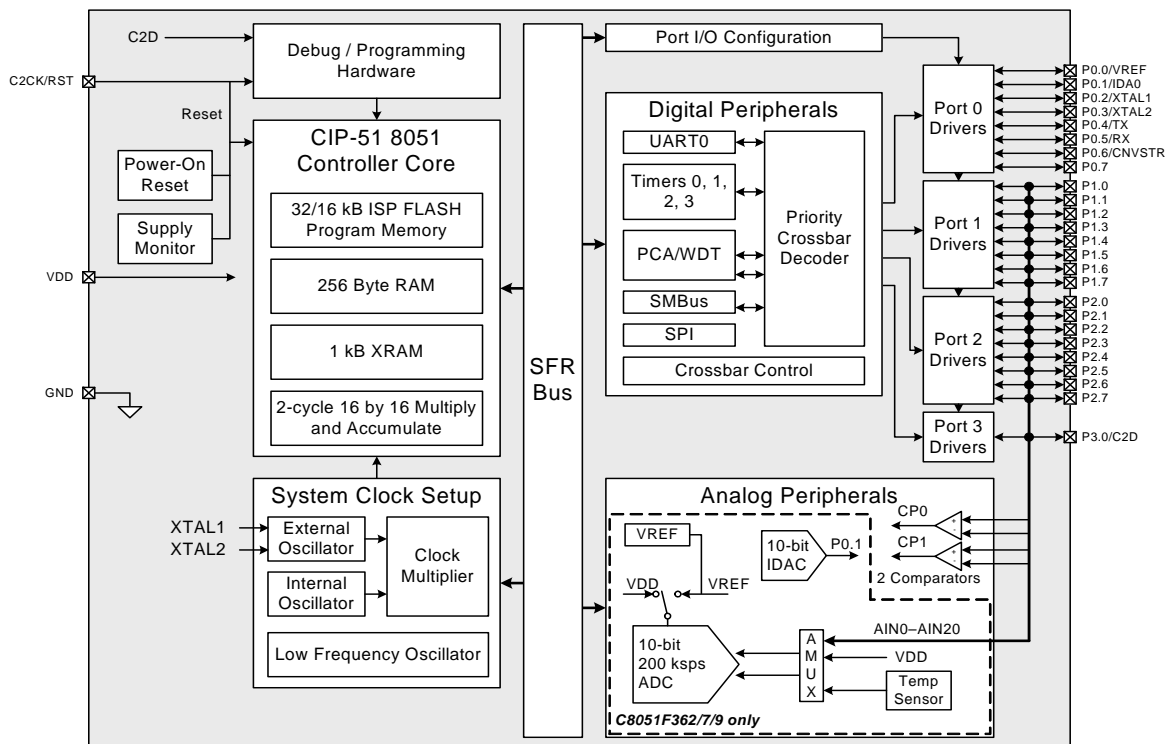 C2D
C2CK/RST
Debug / Programming
Hardware
Reset
Power-On
Reset
Supply
Monitor
VDD
GND
CIP-51 8051
Controller Core
32/16 kB ISP FLASH
Program Memory
256 Byte RAM
1 kB XRAM
2-cycle 16 by 16 Multiply
and Accumulate
System Clock Setup
XTAL1
XTAL2
External
Oscillator
Internal
Oscillator
Clock
Multiplier
Low Frequency Oscillator
SFR
Bus
Port I/O Configuration
Digital Peripherals
UART0
Timers 0, 1,
2, 3
PCA/WDT
SMBus
SPI
Priority
Crossbar
Decoder
Crossbar Control
Port 0
Drivers
Port 1
Drivers
Port 2
Drivers
Port 3
Drivers
P0.0/VREF
P0.1/IDA0
P0.2/XTAL1
P0.3/XTAL2
P0.4/TX
P0.5/RX
P0.6/CNVSTR
P0.7
P1.0
P1.1
P1.2
P1.3
P1.4
P1.5
P1.6
P1.7
P2.0
P2.1
P2.2
P2.3
P2.4
P2.5
P2.6
P2.7
P3.0/C2D
Analog Peripherals
VREF
VDD
VREF
10-bit
IDAC
P0.1
CP0
+
-
CP1
+
-
2 Comparators
10-bit
200 ksps
ADC
A
M
U
X
AIN0–AIN20
VDD
Temp
Sensor
C8051F362/7/9 only